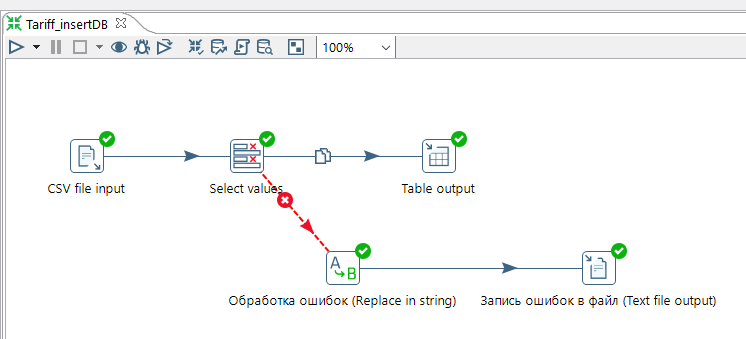 Tariff_insertDB
100%
CSV file input
Select values
Table output
A
B
Обработка ошибок (Replace in string)
Запись ошибок в файл (Text file output)